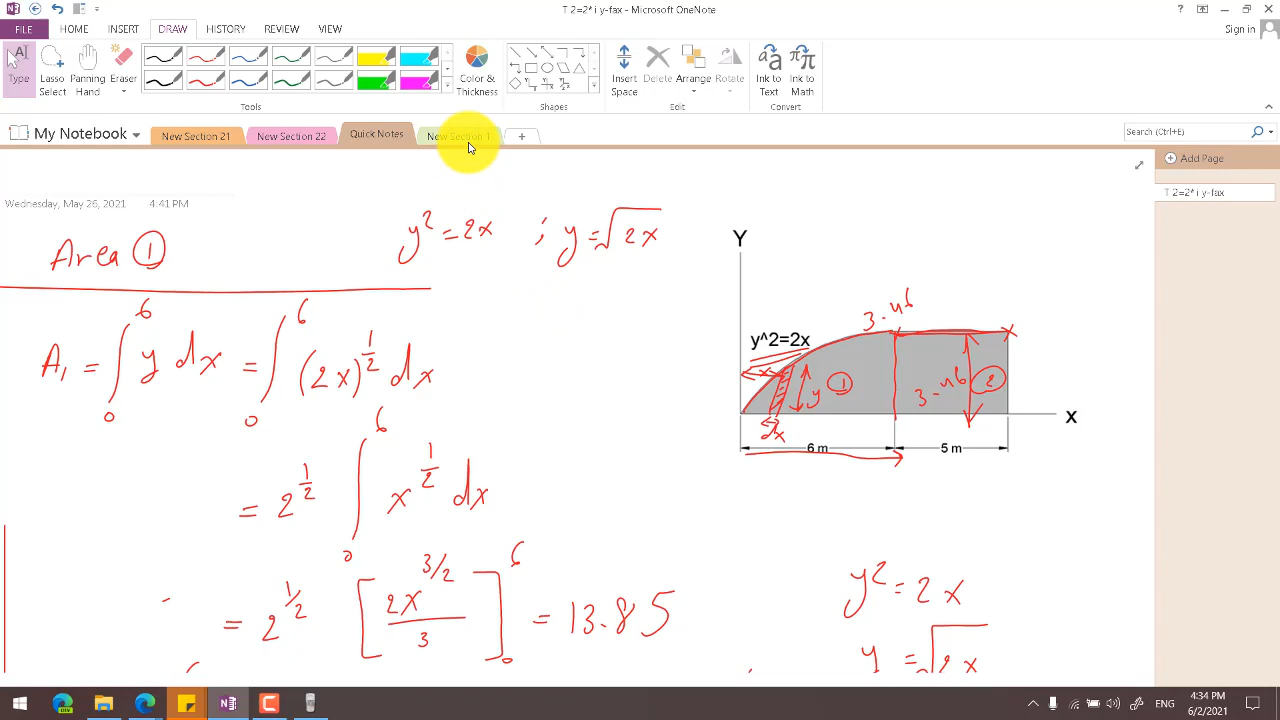 T 2=2* i y-fax - Microsoft OneNote
FILE HOME INSERT DRAW HISTORY REVIEW VIEW
Sign in
Type
Lasso Select
Panning Hand
Eraser
Color & Thickness
Insert Space
Delete
Arrange
Rotate
Ink to Text
Ink to Math
Tools
Shapes
Edit
Convert
My Notebook
New Section 21
New Section 22
Quick Notes
New Section 1
Search (Ctrl+E)
Add Page
T 2=2* i y-fax
Wednesday, May 26, 2021 4:41 PM
y² = 2x ; y = √2x
Area ①
A₁ = ∫₀⁶ y dx = ∫₀⁶ (2x)^½ dx
= 2^½ ∫₀⁶ x^½ dx
= 2^½ [2x^3/2 / 3]₀⁶ = 13.85
Y
3.46
y^2=2x
x
y
①
3.46
②
dx
X
6 m
5 m
y² = 2x
y = √2x
4:34 PM
6/2/2021